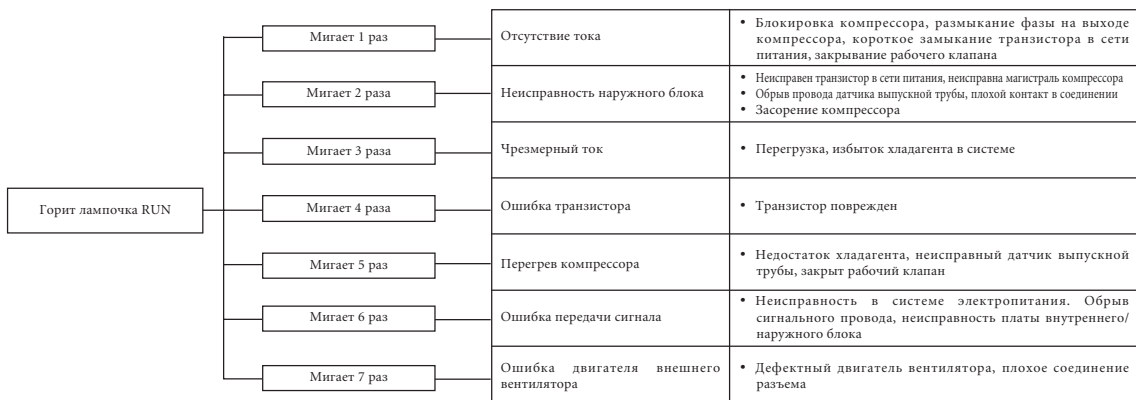 Горит лампочка RUN
Мигает 1 раз
Отсутствие тока
• Блокировка компрессора, размыкание фазы на выходе
компрессора, короткое замыкание транзистора в сети
питания, закрывание рабочего клапана
Мигает 2 раза
Неисправность наружного блока
• Неисправен транзистор в сети питания, неисправна магистраль компрессора
• Обрыв провода датчика выпускной трубы, плохой контакт в соединении
• Засорение компрессора
Мигает 3 раза
Чрезмерный ток
• Перегрузка, избыток хладагента в системе
Мигает 4 раза
Ошибка транзистора
• Транзистор поврежден
Мигает 5 раз
Перегрев компрессора
• Недостаток хладагента, неисправный датчик выпускной
трубы, закрыт рабочий клапан
Мигает 6 раз
Ошибка передачи сигнала
• Неисправность в системе электропитания. Обрыв
сигнального провода, неисправность платы внутреннего/
наружного блока
Мигает 7 раз
Ошибка двигателя внешнего
вентилятора
• Дефектный двигатель вентилятора, плохое соединение
разъема